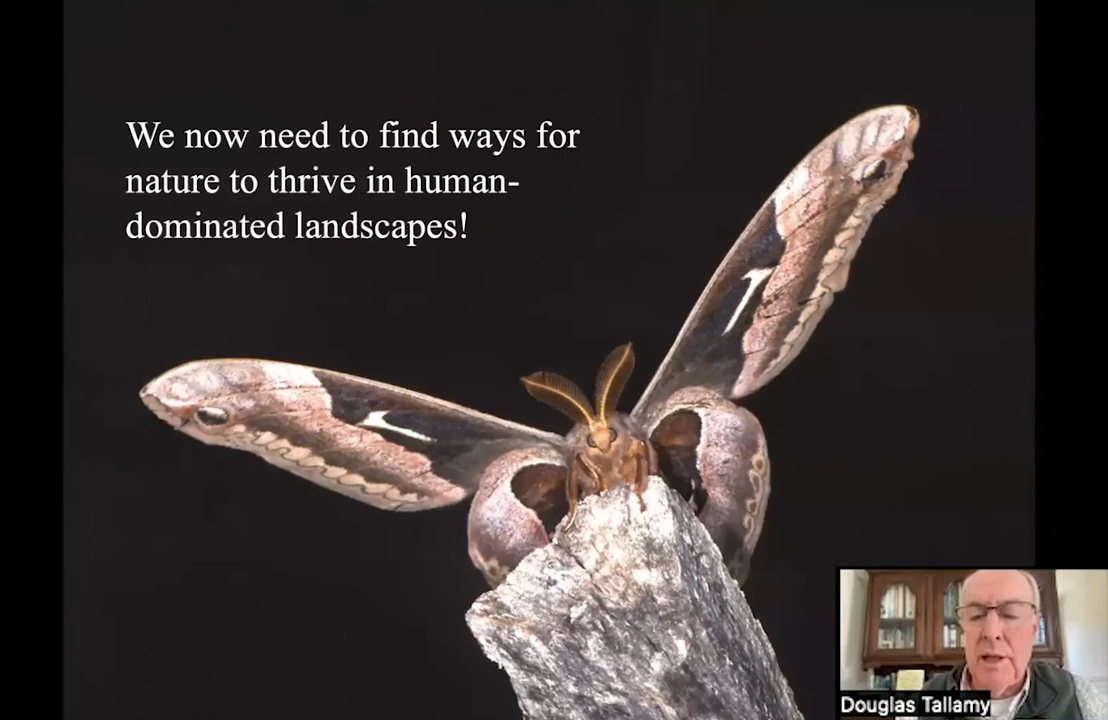 We now need to find ways for
nature to thrive in human-
dominated landscapes!
Douglas Tallamy